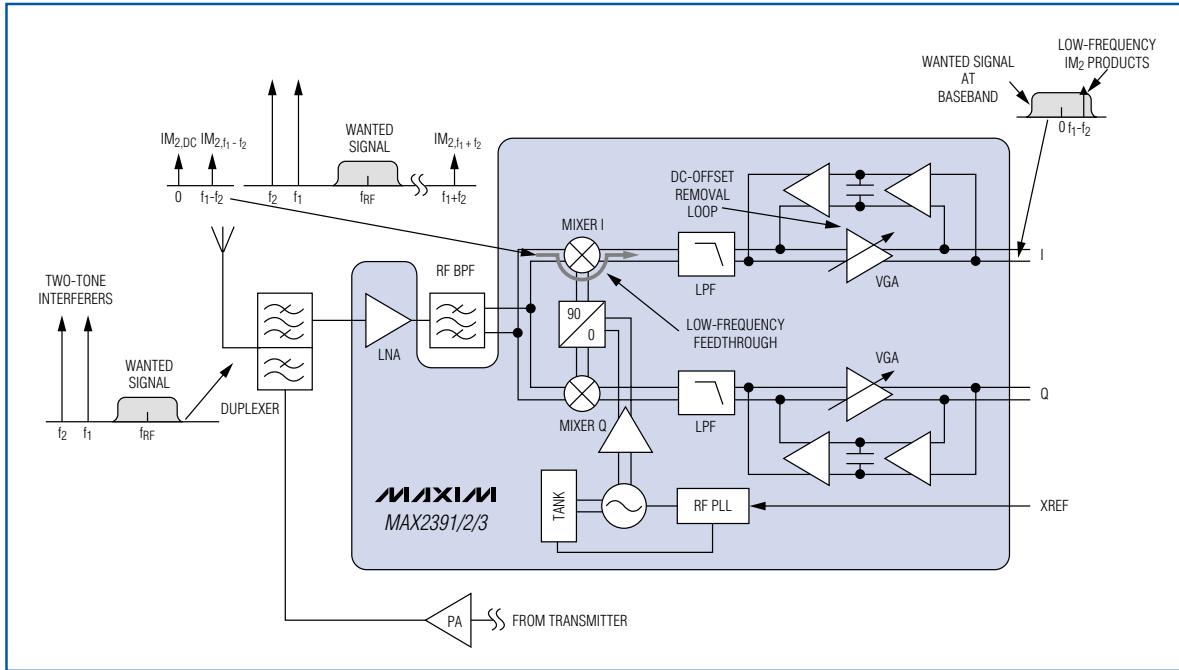 LOW-FREQUENCY
IM2 PRODUCTS
WANTED SIGNAL
AT
BASEBAND
0 f1-f2
IM2,DC IM2,f1 - f2
WANTED
SIGNAL
IM2,f1 + f2
0 f1-f2 f2 f1 fRF f1+f2
DC-OFFSET
REMOVAL
LOOP
MIXER I
I
LPF
VGA
RF BPF
TWO-TONE
INTERFERERS
90
0
LOW-FREQUENCY
FEEDTHROUGH
LNA
WANTED
SIGNAL
DUPLEXER
f2 f1 fRF
VGA
Q
LPF
MIXER Q
MAXIM
MAX2391/2/3
TANK
RF PLL
XREF
PA
FROM TRANSMITTER